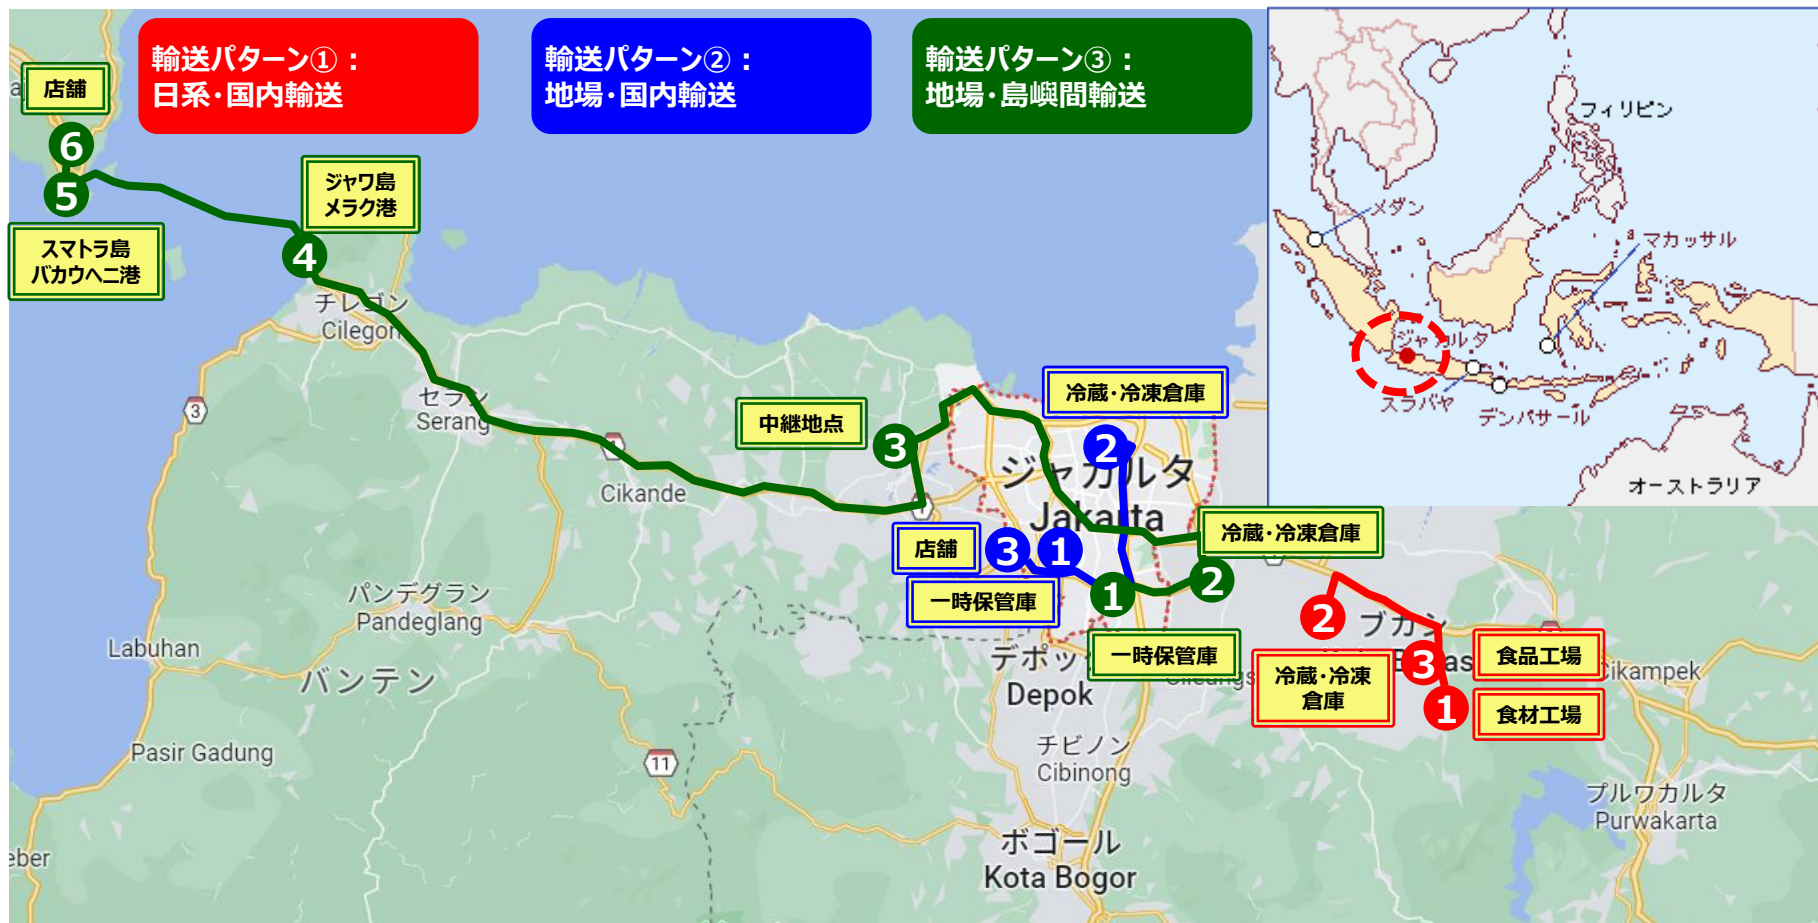 輸送パターン①：
日系・国内輸送
輸送パターン②：
地場・国内輸送
輸送パターン③：
地場・島嶼間輸送
店舗
6
5
スマトラ島
バカウヘニ港
ジャワ島
メラク港
4
チレゴン
Cilegon
3
セラン
Serang
1
Cikande
中継地点
3
冷蔵・冷凍倉庫
2
ジャカルタ
Jakarta
店舗
3
1
一時保管庫
1
2
冷蔵・冷凍倉庫
一時保管庫
2
ブカシ
3
1
冷蔵・冷凍
倉庫
食品工場
食材工場
Cikampek
パンデグラン
Pandeglang
Labuhan
バンテン
デポック
Depok
Pasir Gadung
11
チビノン
Cibinong
プルワカルタ
Purwakarta
ボゴール
Kota Bogor
eber
フィリピン
メダン
マカッサル
ジャカルタ
スラバヤ
デンパサール
オーストラリア